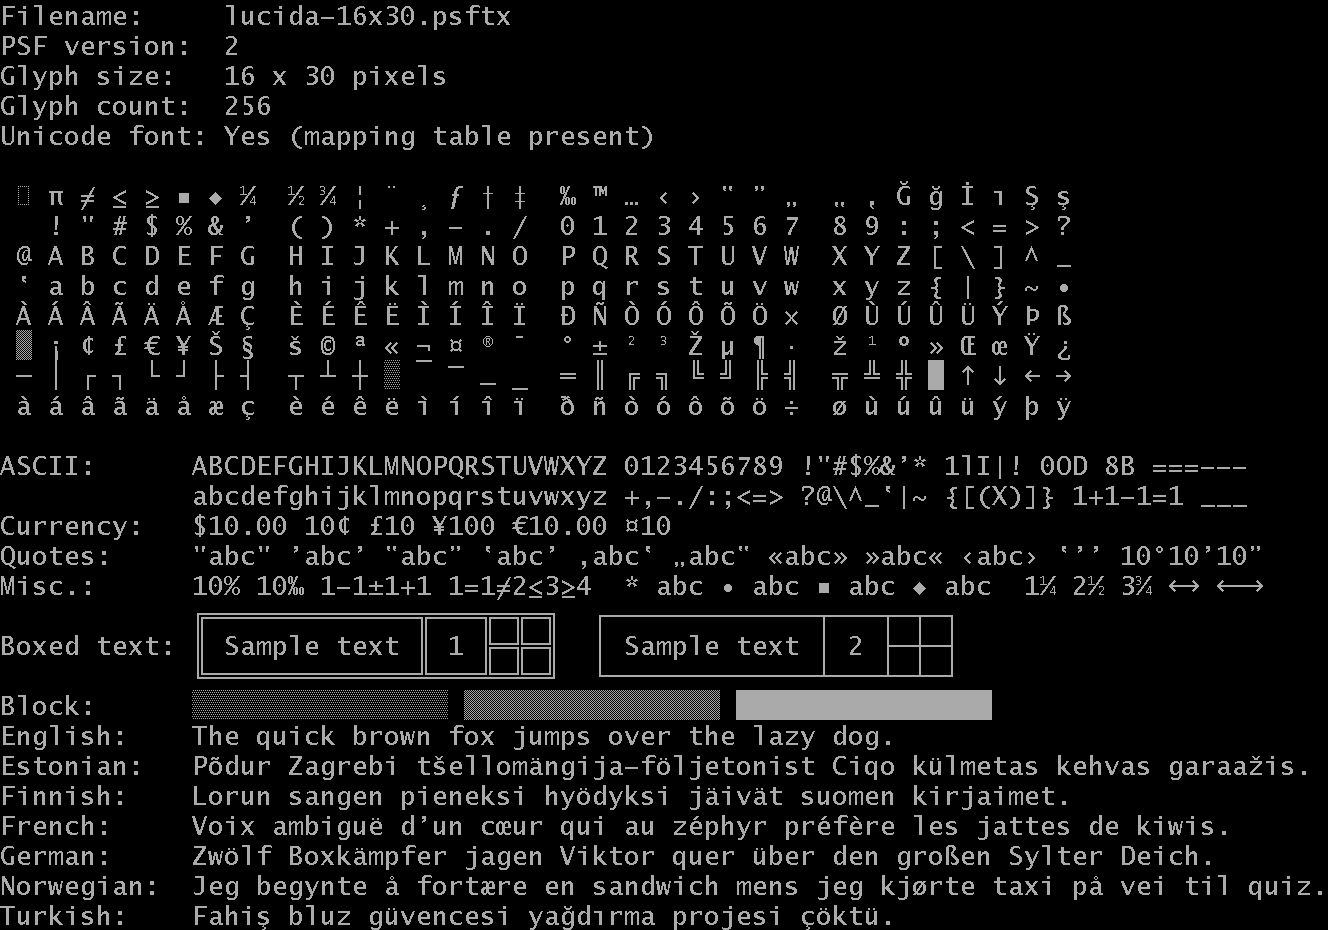 Filename:     lucida-16x30.psftx
PSF version:  2
Glyph size:   16 x 30 pixels
Glyph count:  256
Unicode font: Yes (mapping table present)
π ≠ ≤ ≥ ▪ ◆ ¼ ½ ¾ ¦ ¨ ¸ ƒ † ‡ ‰ ™ … ‹ › “ ” „ „ ‚ Ğ ğ İ ı Ş ş
! " # $ % & ’ ( ) * + , − . / 0 1 2 3 4 5 6 7 8 9 : ; < = > ?
@ A B C D E F G H I J K L M N O P Q R S T U V W X Y Z [ \ ] ^ _
‛ a b c d e f g h i j k l m n o p q r s t u v w x y z { | } ~ •
À Á Â Ã Ä Å Æ Ç È É Ê Ë Ì Í Î Ï Ð Ñ Ò Ó Ô Õ Ö × Ø Ù Ú Û Ü Ý Þ ß
▒ ¡ ¢ £ € ¥ Š § š © ª « ¬ ¤ ® ¯ ° ± ² ³ Ž µ ¶ · ž ¹ º » Œ œ Ÿ ¿
─ │ ┌ ┐ └ ┘ ├ ┤ ┬ ┴ ┼ ▒ ⎺ ⎻ ⎼ ⎽ ═ ║ ╔ ╗ ╚ ╝ ╠ ╣ ╦ ╩ ╬ █ ↑ ↓ ← →
à á â ã ä å æ ç è é ê ë ì í î ï ð ñ ò ó ô õ ö ÷ ø ù ú û ü ý þ ÿ
ASCII:      ABCDEFGHIJKLMNOPQRSTUVWXYZ 0123456789 !"#$%&’* 1lI|! 0OD 8B ===---
abcdefghijklmnopqrstuvwxyz +,-./:;<=> ?@\^_‛|~ {[(X)]} 1+1-1=1 ___
Currency:   $10.00 10¢ £10 ¥100 €10.00 ¤10
Quotes:     "abc" ’abc’ “abc” ‛abc’ ‚abc‛ „abc“ «abc» »abc« ‹abc› ‛’’ 10°10’10”
Misc.:      10% 10‰ 1-1±1+1 1=1≠2≤3≥4  * abc • abc ▪ abc ◆ abc  1¼ 2½ 3¾ ←→ ←─→
Boxed text: Sample text 1 Sample text 2
Block:
English:    The quick brown fox jumps over the lazy dog.
Estonian:   Põdur Zagrebi tšellomängija-följetonist Ciqo külmetas kehvas garaažis.
Finnish:    Lorun sangen pieneksi hyödyksi jäivät suomen kirjaimet.
French:     Voix ambiguë d’un cœur qui au zéphyr préfère les jattes de kiwis.
German:     Zwölf Boxkämpfer jagen Viktor quer über den großen Sylter Deich.
Norwegian:  Jeg begynte å fortære en sandwich mens jeg kjørte taxi på vei til quiz.
Turkish:    Fahiş bluz güvencesi yağdırma projesi çöktü.